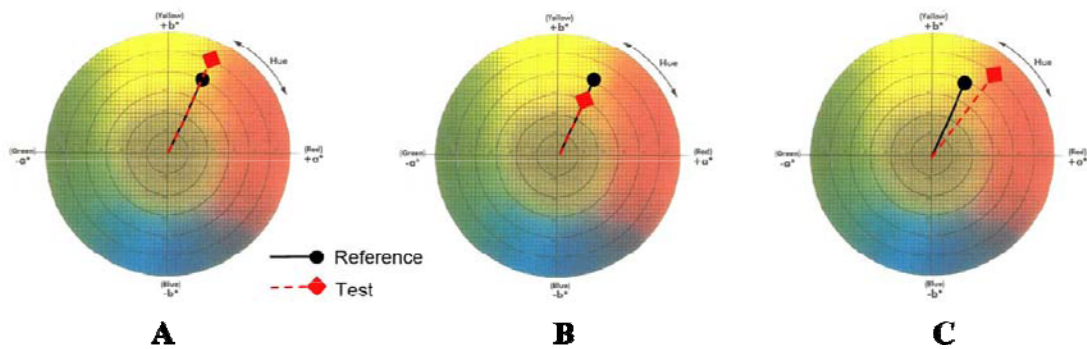 (Yellow)
+b*
Hue
(Green)
-a*
(Red)
+a*
(Blue)
-b*
Reference
Test
A
(Yellow)
+b*
Hue
(Green)
-a*
(Red)
+a*
(Blue)
-b*
B
(Yellow)
+b*
Hue
(Green)
-a*
(Red)
+a*
(Blue)
-b*
C